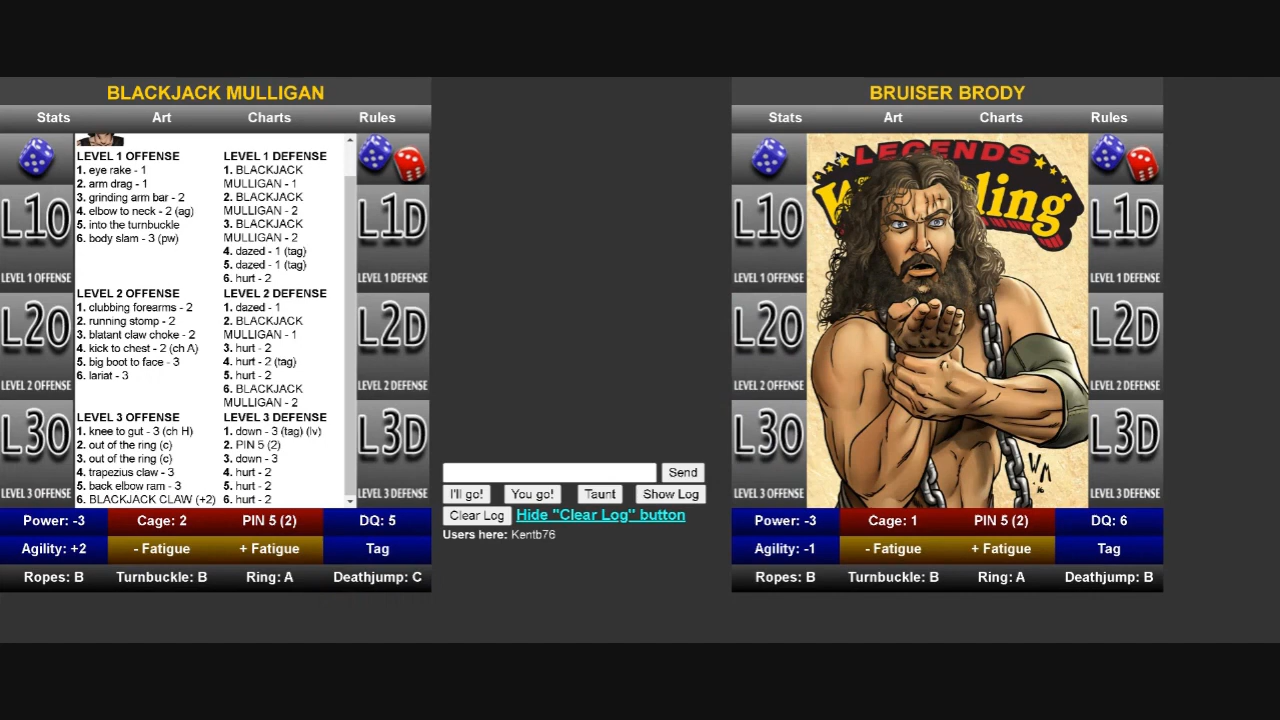 BLACKJACK MULLIGAN
Stats Art Charts Rules
L1O
LEVEL 1 OFFENSE
L2O
LEVEL 2 OFFENSE
L3O
LEVEL 3 OFFENSE
LEVEL 1 OFFENSE
1. eye rake - 1
2. arm drag - 1
3. grinding arm bar - 2
4. elbow to neck - 2 (ag)
5. into the turnbuckle
6. body slam - 3 (pw)
LEVEL 1 DEFENSE
1. BLACKJACK
MULLIGAN - 1
2. BLACKJACK
MULLIGAN - 2
3. BLACKJACK
MULLIGAN - 2
4. dazed - 1 (tag)
5. dazed - 1 (tag)
6. hurt - 2
LEVEL 2 OFFENSE
1. clubbing forearms - 2
2. running stomp - 2
3. blatant claw choke - 2
4. kick to chest - 2 (ch A)
5. big boot to face - 3
6. lariat - 3
LEVEL 2 DEFENSE
1. dazed - 1
2. BLACKJACK
MULLIGAN - 1
3. hurt - 2
4. hurt - 2 (tag)
5. hurt - 2
6. BLACKJACK
MULLIGAN - 2
LEVEL 3 OFFENSE
1. knee to gut - 3 (ch H)
2. out of the ring (c)
3. out of the ring (c)
4. trapezius claw - 3
5. back elbow ram - 3
6. BLACKJACK CLAW (+2)
LEVEL 3 DEFENSE
1. down - 3 (tag) (lv)
2. PIN 5 (2)
3. down - 3
4. hurt - 2
5. hurt - 2
6. hurt - 2
L1D
LEVEL 1 DEFENSE
L2D
LEVEL 2 DEFENSE
L3D
LEVEL 3 DEFENSE
Power: -3 Cage: 2 PIN 5 (2) DQ: 5
Agility: +2 - Fatigue + Fatigue Tag
Ropes: B Turnbuckle: B Ring: A Deathjump: C
Send
I'll go! You go! Taunt Show Log
Clear Log Hide "Clear Log" button
Users here: Kentb76
BRUISER BRODY
Stats Art Charts Rules
L1O
LEVEL 1 OFFENSE
L2O
LEVEL 2 OFFENSE
L3O
LEVEL 3 OFFENSE
LEGENDS
WM
16
L1D
LEVEL 1 DEFENSE
L2D
LEVEL 2 DEFENSE
L3D
LEVEL 3 DEFENSE
Power: -3 Cage: 1 PIN 5 (2) DQ: 6
Agility: -1 - Fatigue + Fatigue Tag
Ropes: B Turnbuckle: B Ring: A Deathjump: B